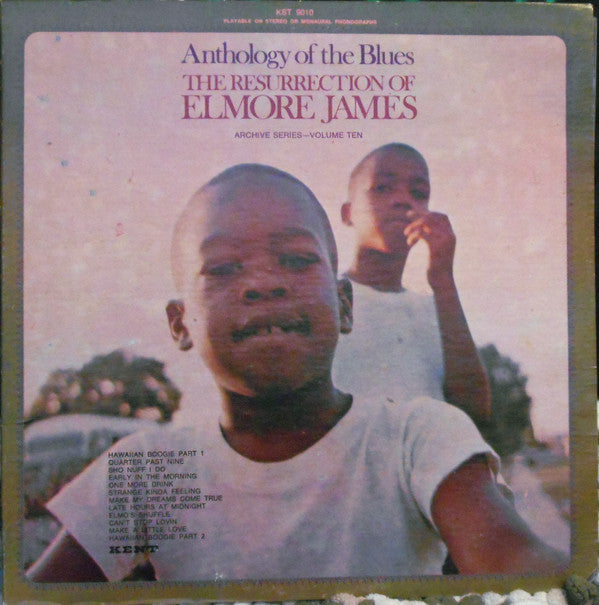 KST 9010
PLAYABLE ON STEREO OR MONAURAL PHONOGRAPHS
Anthology of the Blues
THE RESURRECTION OF
ELMORE JAMES
ARCHIVE SERIES—VOLUME TEN
HAWAIIAN BOOGIE PART 1
QUARTER PAST NINE
SHO NUFF I DO
EARLY IN THE MORNING
ONE MORE DRINK
STRANGE KINDA FEELING
MAKE MY DREAMS COME TRUE
LATE HOURS AT MIDNIGHT
ELMO'S SHUFFLE
CAN'T STOP LOVIN
MAKE A LITTLE LOVE
HAWAIIAN BOOGIE PART 2
KENT